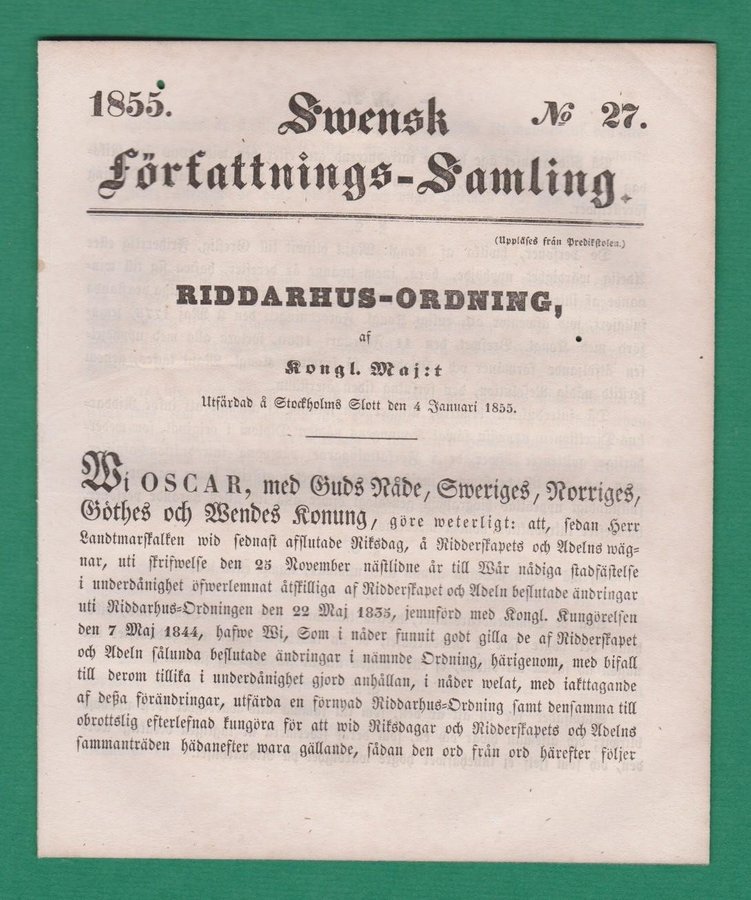 1855. Swensk № 27.
Författnings-Samling.
(Uppläses från Predikstolen.)
RIDDARHUS-ORDNING,
af
Kongl. Maj:t
Utfärdad å Stockholms Slott den 4 Januari 1855.
Wi OSCAR, med Guds Nåde, Sweriges, Norriges,
Göthes och Wendes Konung, göre weterligt: att, sedan Herr
Landtmarskalken wid sednast afslutade Riksdag, å Ridderskapets och Adelns wäg-
nar, uti skrifwelse den 25 November nästlidne år till Wår nådiga stadfästelse
i underdånighet öfwerlemnat åtskilliga af Ridderskapet och Adeln beslutade ändringar
uti Riddarhus-Ordningen den 22 Maj 1835, jemnförd med Kongl. Kungörelsen
den 7 Maj 1844, hafwe Wi, Som i nåder funnit godt gilla de af Ridderskapet
och Adeln sålunda beslutade ändringar i nämnde Ordning, härigenom, med bifall
till derom tillika i underdånighet gjord anhållan, i nåder welat, med iakttagande
af deßa förändringar, utfärda en förnyad Riddarhus-Ordning samt densamma till
obrottslig efterlefnad kungöra för att wid Riksdagar och Ridderskapets och Adelns
sammanträden hädanefter wara gällande, sådan den ord från ord härefter följer